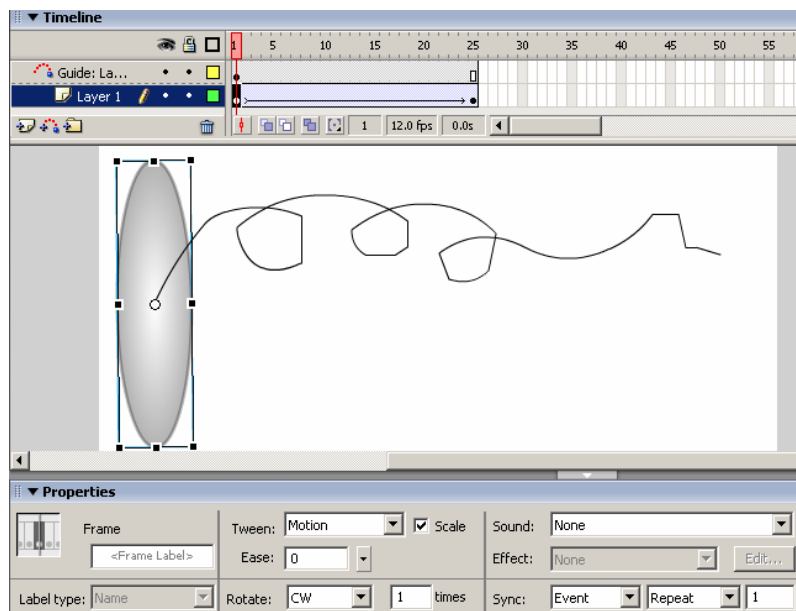 Timeline
1 5 10 15 20 25 30 35 40 45 50 55
Guide: La...
Layer 1
1 12.0 fps 0.0s
Properties
Frame Tween: Motion Scale Sound: None
<Frame Label> Ease: 0 Effect: None Edit...
Label type: Name Rotate: CW 1 times Sync: Event Repeat 1